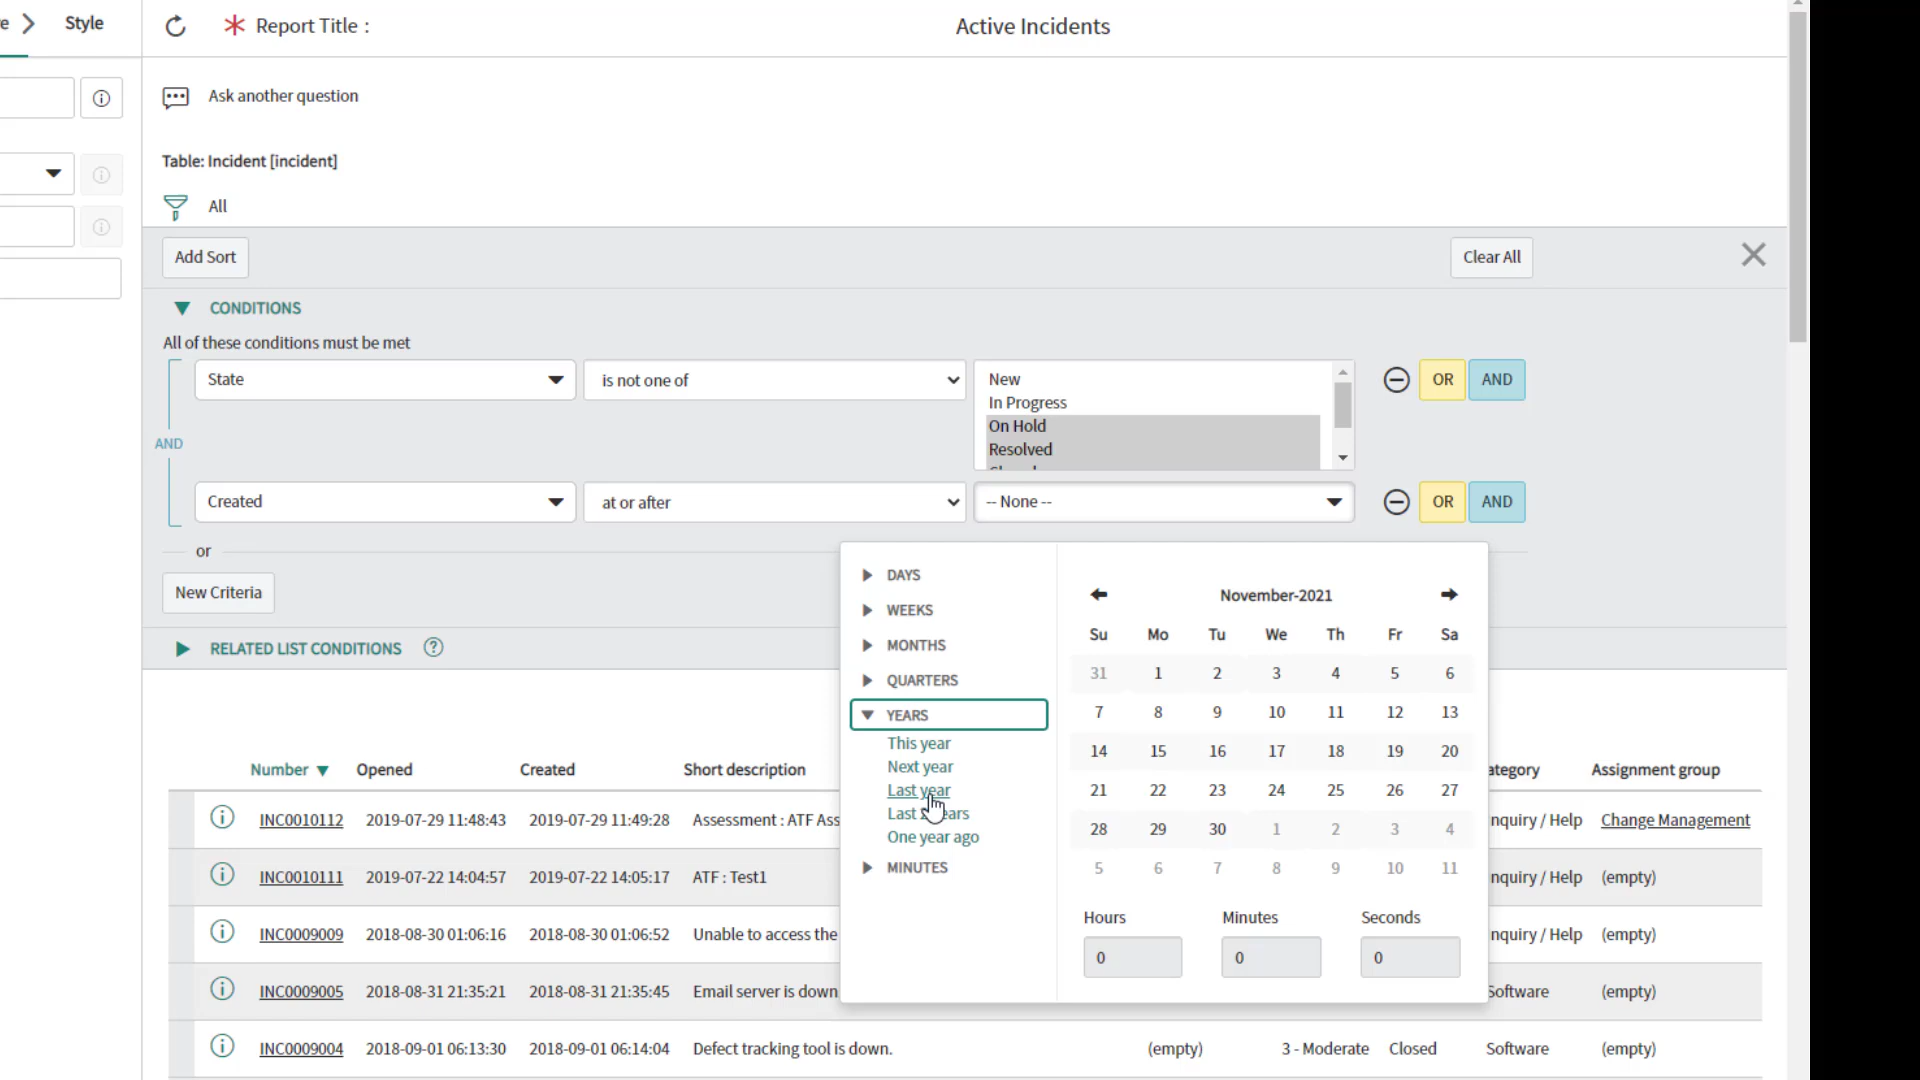 e Style
Report Title :
Active Incidents
Ask another question
Table: Incident [incident]
All
Add Sort
Clear All
CONDITIONS
All of these conditions must be met
State
is not one of
New
In Progress
On Hold
Resolved
OR
AND
AND
Created
at or after
-- None --
OR
AND
or
New Criteria
RELATED LIST CONDITIONS
DAYS
WEEKS
MONTHS
QUARTERS
YEARS
This year
Next year
Last year
Last ears
One year ago
MINUTES
November-2021
Su Mo Tu We Th Fr Sa
31 1 2 3 4 5 6
7 8 9 10 11 12 13
14 15 16 17 18 19 20
21 22 23 24 25 26 27
28 29 30 1 2 3 4
5 6 7 8 9 10 11
Hours Minutes Seconds
0 0 0
Number Opened Created Short description ategory Assignment group
INC0010112 2019-07-29 11:48:43 2019-07-29 11:49:28 Assessment : ATF Ass nquiry / Help Change Management
INC0010111 2019-07-22 14:04:57 2019-07-22 14:05:17 ATF : Test1 nquiry / Help (empty)
INC0009009 2018-08-30 01:06:16 2018-08-30 01:06:52 Unable to access the nquiry / Help (empty)
INC0009005 2018-08-31 21:35:21 2018-08-31 21:35:45 Email server is down Software (empty)
INC0009004 2018-09-01 06:13:30 2018-09-01 06:14:04 Defect tracking tool is down. (empty) 3 - Moderate Closed Software (empty)